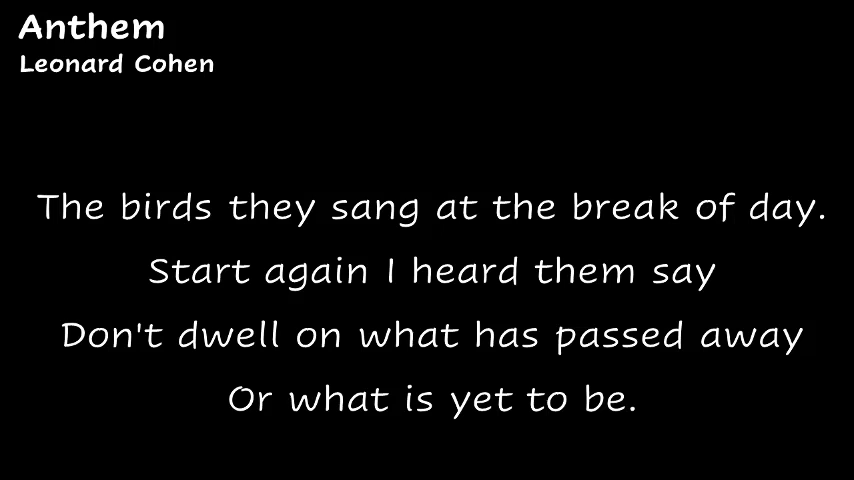 Anthem
Leonard Cohen
The birds they sang at the break of day.
Start again I heard them say
Don't dwell on what has passed away
Or what is yet to be.